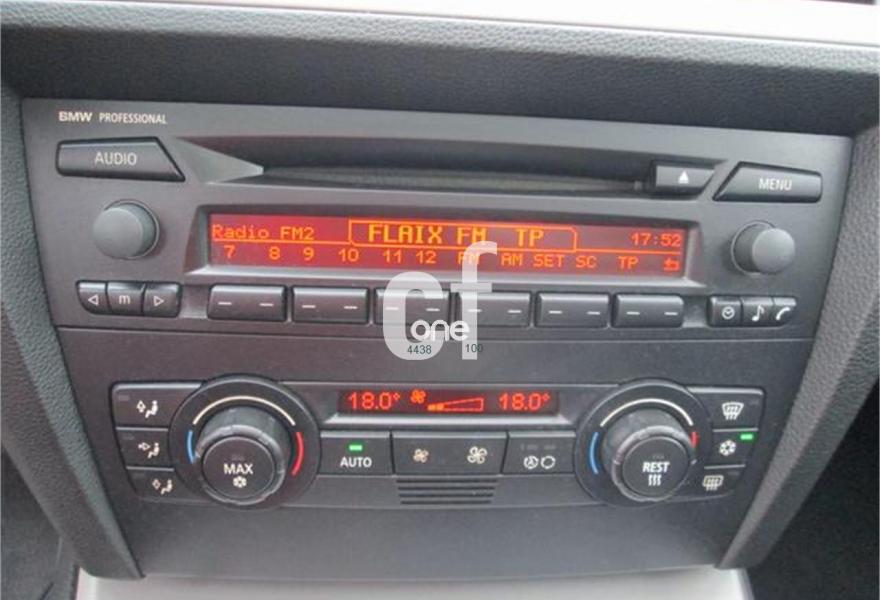 BMW PROFESSIONAL
AUDIO
MENU
Radio FM2 FLAIX FM TP 17:52
7 8 9 10 11 12 FM AM SET SC TP
m
cf
one
4438 100
18.0° 18.0°
MAX
AUTO
REST